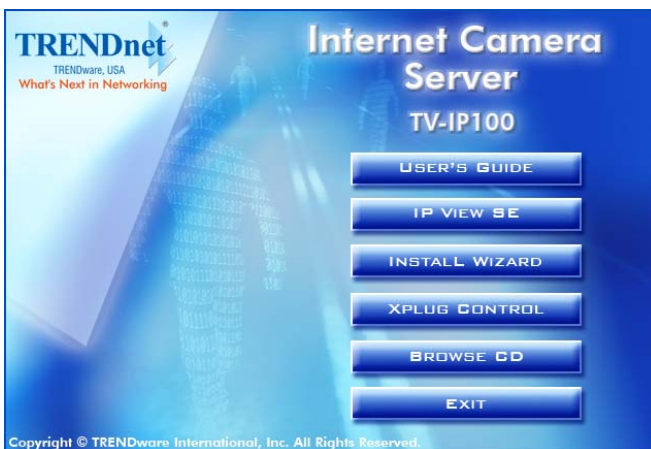 TRENDnet®
TRENDware, USA
What's Next in Networking
Internet Camera
Server
TV-IP100
USER'S GUIDE
IP VIEW SE
INSTALL WIZARD
XPLUG CONTROL
BROWSE CD
EXIT
Copyright © TRENDware International, Inc. All Rights Reserved.